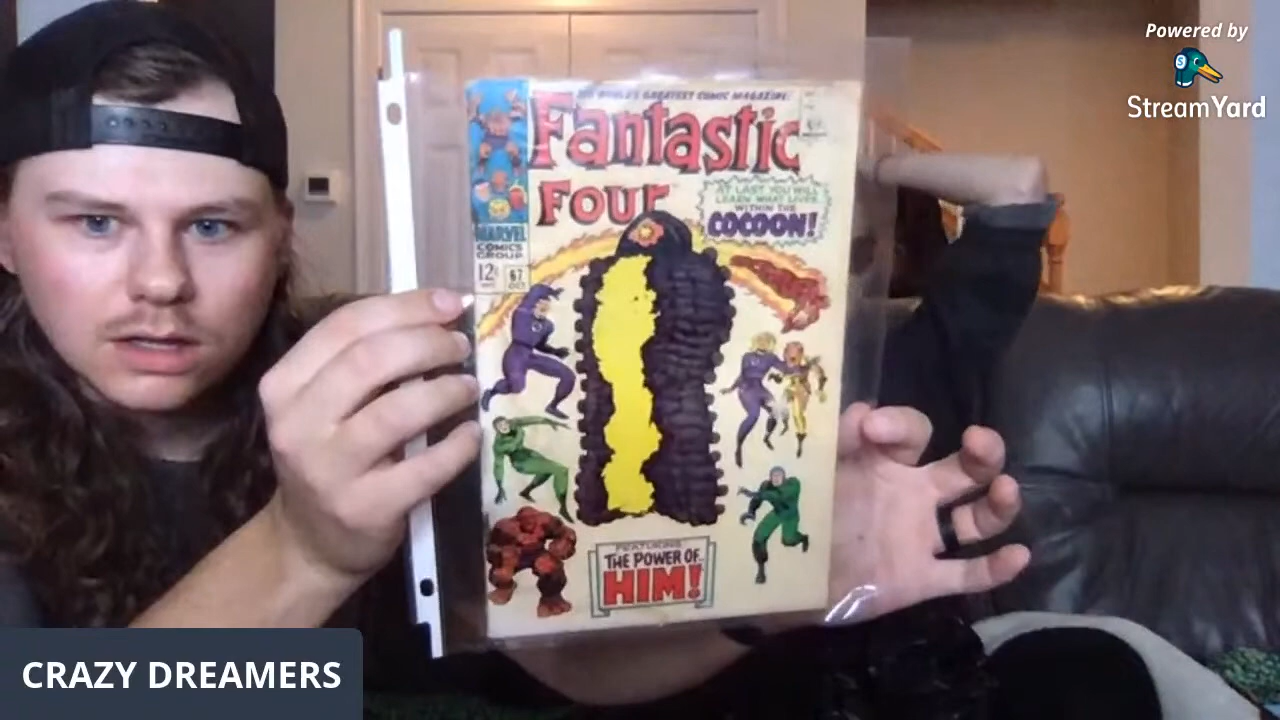 Powered by
StreamYard
THE WORLD'S GREATEST COMIC MAGAZINE!
Fantastic
Four
AT LAST YOU WILL
LEARN WHAT LIVES
WITHIN THE
COCOON!
MARVEL
COMICS
GROUP
12¢
67
OCT
FEATURING
THE POWER OF
HIM!
CRAZY DREAMERS